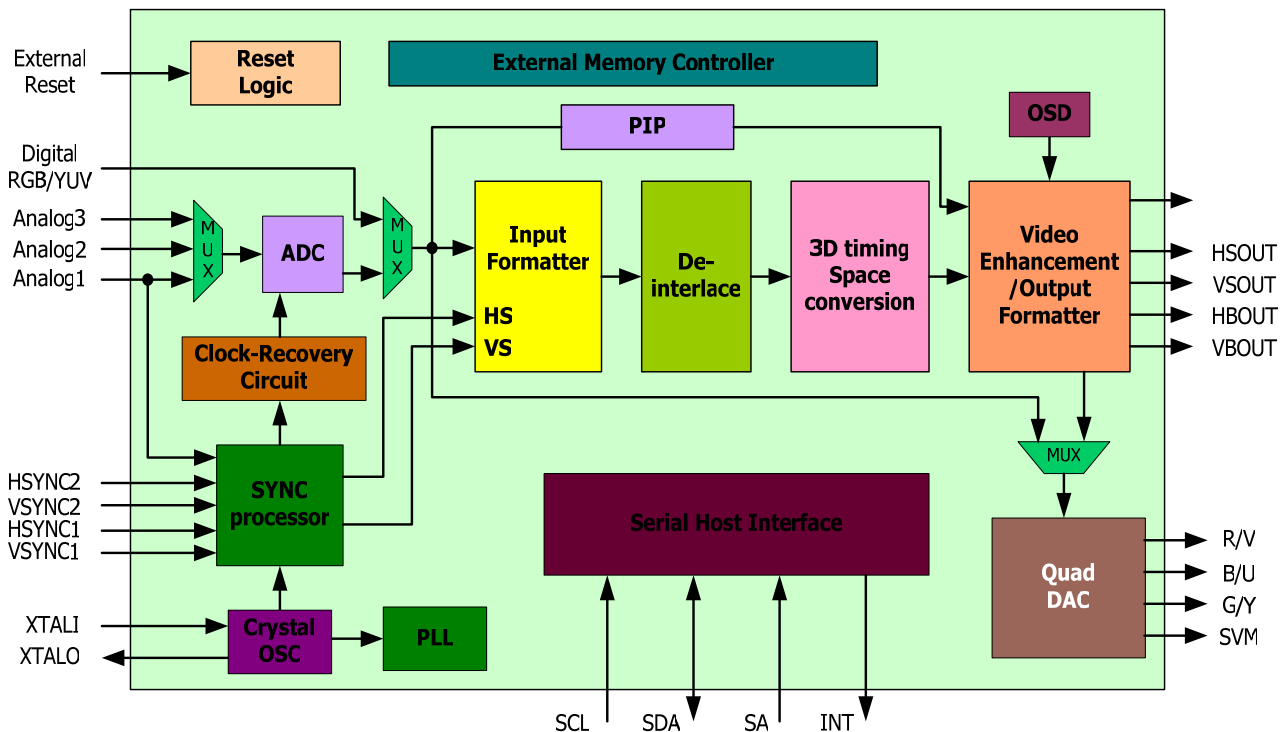 External
Reset
Reset
Logic
External Memory Controller
PIP
OSD
Digital
RGB/YUV
Analog3
Analog2
Analog1
MUX
ADC
MUX
Input
Formatter
HS
VS
De-
interlace
3D timing
Space
conversion
Video
Enhancement
/Output
Formatter
HSOUT
VSOUT
HBOUT
VBOUT
Clock-Recovery
Circuit
MUX
HSYNC2
VSYNC2
HSYNC1
VSYNC1
SYNC
processor
Serial Host Interface
Quad
DAC
R/V
B/U
G/Y
SVM
XTALI
XTALO
Crystal
OSC
PLL
SCL
SDA
SA
INT